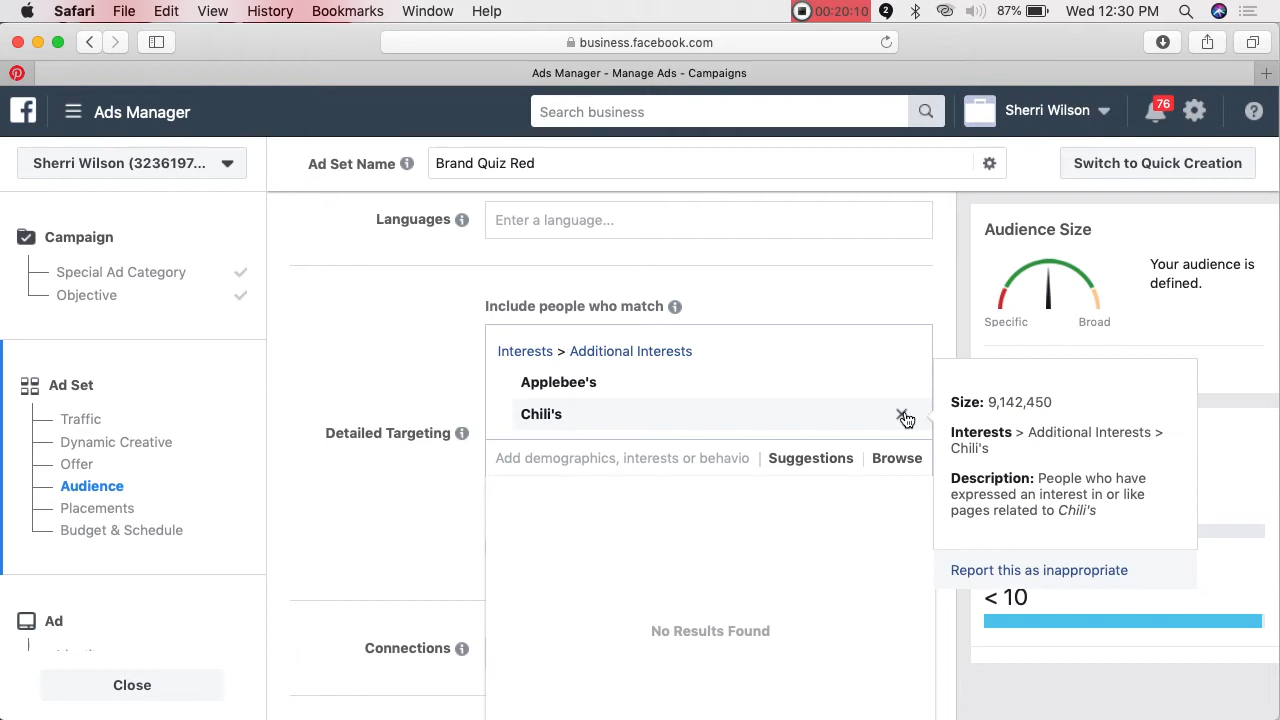 Safari File Edit View History Bookmarks Window Help 00:20:10 2 87% Wed 12:30 PM
business.facebook.com
Ads Manager - Manage Ads - Campaigns
Ads Manager Search business Sherri Wilson 76
Sherri Wilson (3236197... Ad Set Name Brand Quiz Red Switch to Quick Creation
Languages Enter a language...
Campaign
Special Ad Category
Objective
Ad Set
Traffic
Dynamic Creative
Offer
Audience
Placements
Budget & Schedule
Ad
Close
Include people who match
Detailed Targeting
Interests > Additional Interests
Applebee's
Chili's
Add demographics, interests or behavio Suggestions Browse
No Results Found
Connections
Audience Size
Your audience is
defined.
Specific Broad
Size: 9,142,450
Interests > Additional Interests >
Chili's
Description: People who have
expressed an interest in or like
pages related to Chili's
Report this as inappropriate
< 10